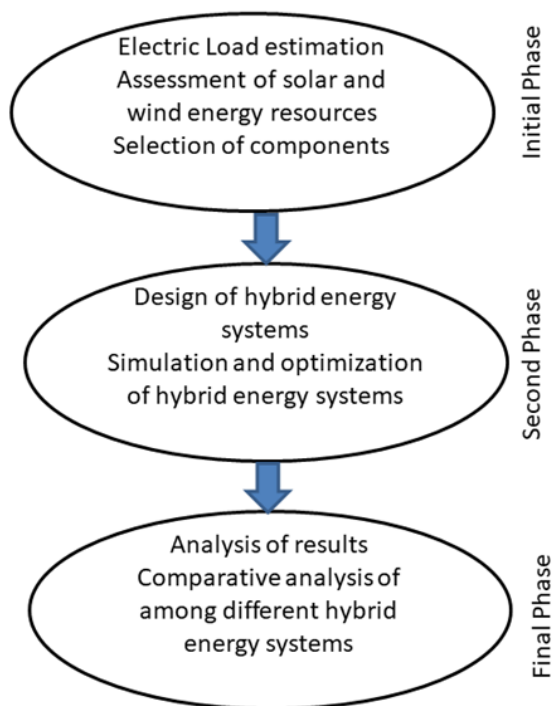 Electric Load estimation
Assessment of solar and
wind energy resources
Selection of components
Initial Phase
Design of hybrid energy
systems
Simulation and optimization
of hybrid energy systems
Second Phase
Analysis of results
Comparative analysis of
among different hybrid
energy systems
Final Phase